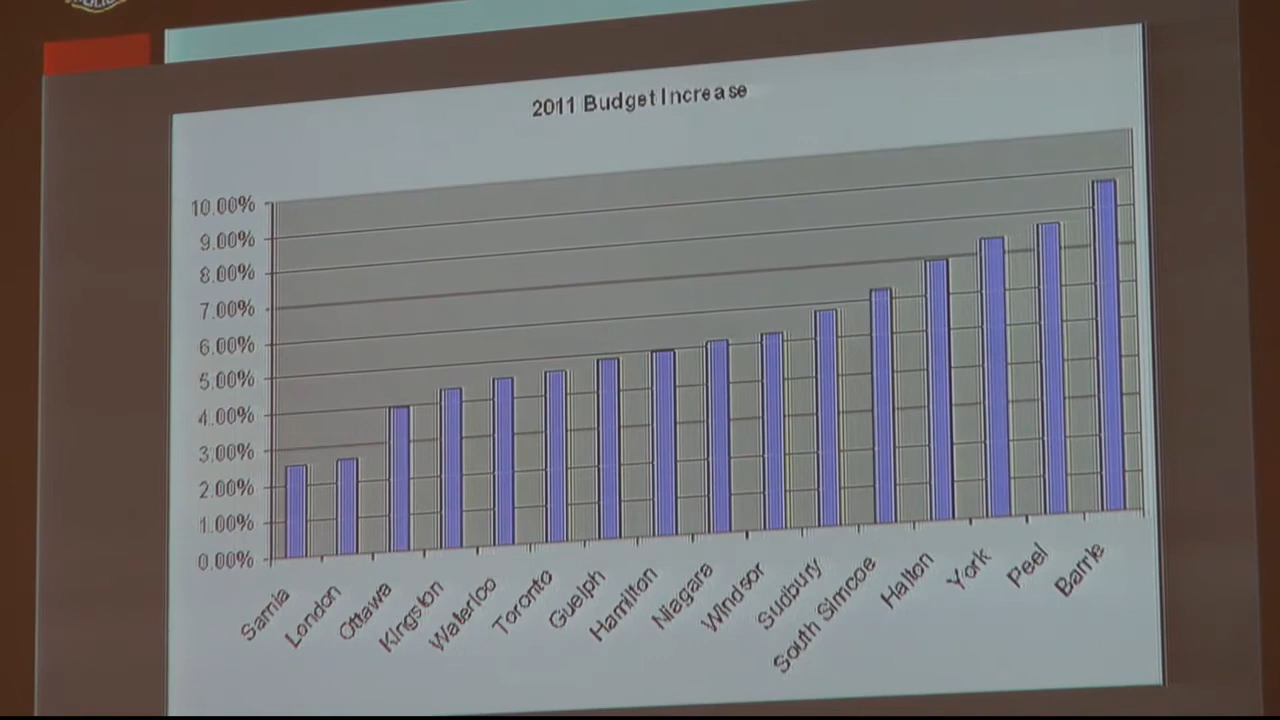 2011 Budget Increase
10.00%
9.00%
8.00%
7.00%
6.00%
5.00%
4.00%
3.00%
2.00%
1.00%
0.00%
Sarnia
London
Ottawa
Kingston
Waterloo
Toronto
Guelph
Hamilton
Niagara
Windsor
Sudbury
South Simcoe
Halton
York
Peel
Barrie